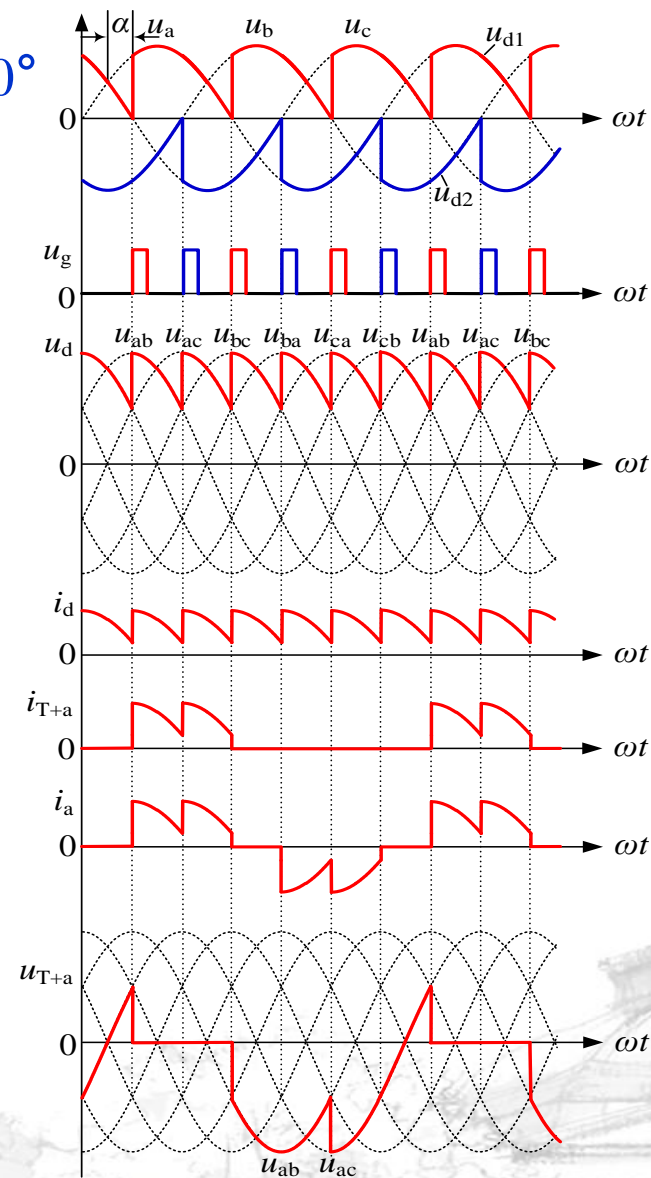 α u_a u_b u_c u_d1
0°
0 ωt
u_d2
u_g
0 ωt
u_d u_ab u_ac u_bc u_ba u_ca u_cb u_ab u_ac u_bc
0 ωt
i_d
0 ωt
i_T+a
0 ωt
i_a
0 ωt
u_T+a
0 ωt
u_ab u_ac